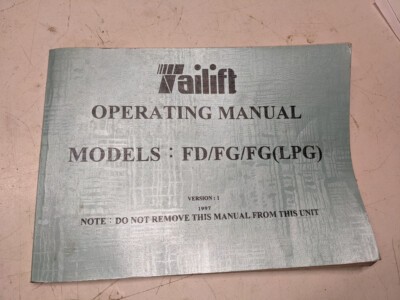 Tailift
OPERATING MANUAL
MODELS : FD/FG/FG(LPG)
VERSION : 1
1997
NOTE : DO NOT REMOVE THIS MANUAL FROM THIS UNIT